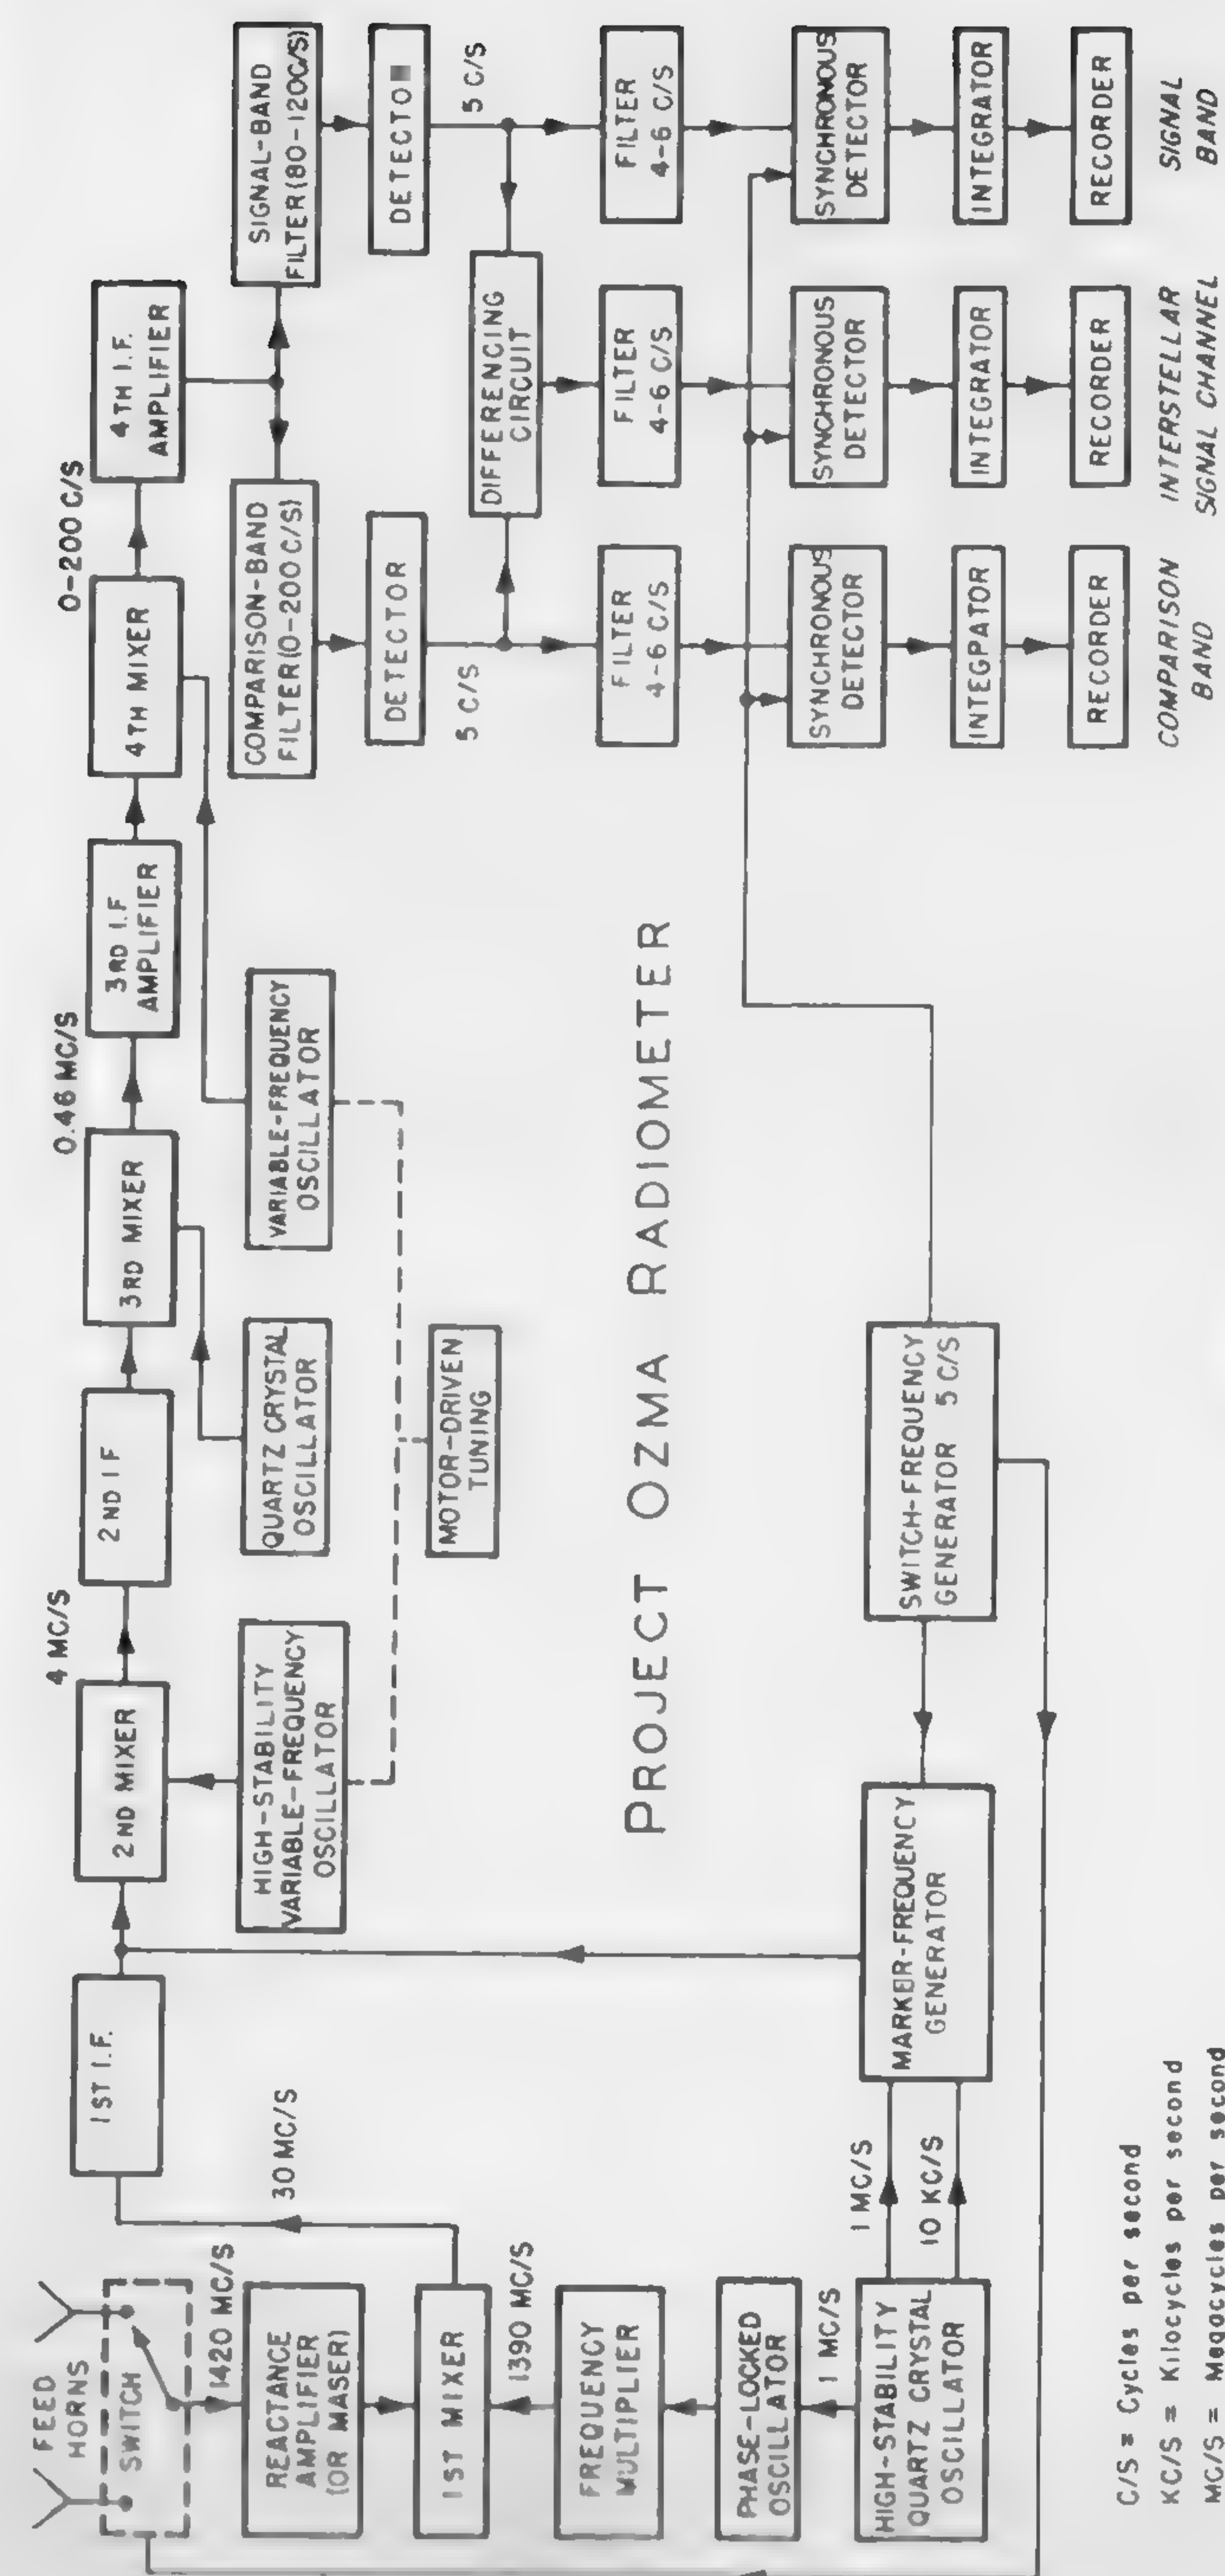 FEED
HORNS
SWITCH
1420 MC/S
REACTANCE
AMPLIFIER
(OR MASER)
1ST MIXER
30 MC/S
1390 MC/S
FREQUENCY
MULTIPLIER
PHASE-LOCKED
OSCILLATOR
1 MC/S
HIGH-STABILITY
QUARTZ CRYSTAL
OSCILLATOR
1 MC/S
10 KC/S
1ST I.F.
2ND MIXER
4 MC/S
2ND IF
3RD MIXER
0.46 MC/S
3RD I.F
AMPLIFIER
4TH MIXER
0-200 C/S
4TH I.F.
AMPLIFIER
HIGH-STABILITY
VARIABLE-FREQUENCY
OSCILLATOR
QUARTZ CRYSTAL
OSCILLATOR
VARIABLE-FREQUENCY
OSCILLATOR
MOTOR-DRIVEN
TUNING
COMPARISON-BAND
FILTER(0-200 C/S)
SIGNAL-BAND
FILTER(80-120C/S)
DETECTOR
DETECTO
5 C/S
5 C/S
DIFFERENCING
CIRCUIT
FILTER
4-6 C/S
FILTER
4-6 C/S
FILTER
4-6 C/S
PROJECT OZMA RADIOMETER
SYNCHRONOUS
DETECTOR
SYNCHRONOUS
DETECTOR
SYNCHRONOUS
DETECTOR
MARKER-FREQUENCY
GENERATOR
SWITCH-FREQUENCY
GENERATOR 5 C/S
INTEGPATOR
INTEGRATOR
INTEGRATOR
RECORDER
RECORDER
RECORDER
COMPARISON
BAND
INTERSTELLAR
SIGNAL CHANNEL
SIGNAL
BAND
C/S = Cycles per second
KC/S = Kilocycles per second
MC/S = Megacycles per second